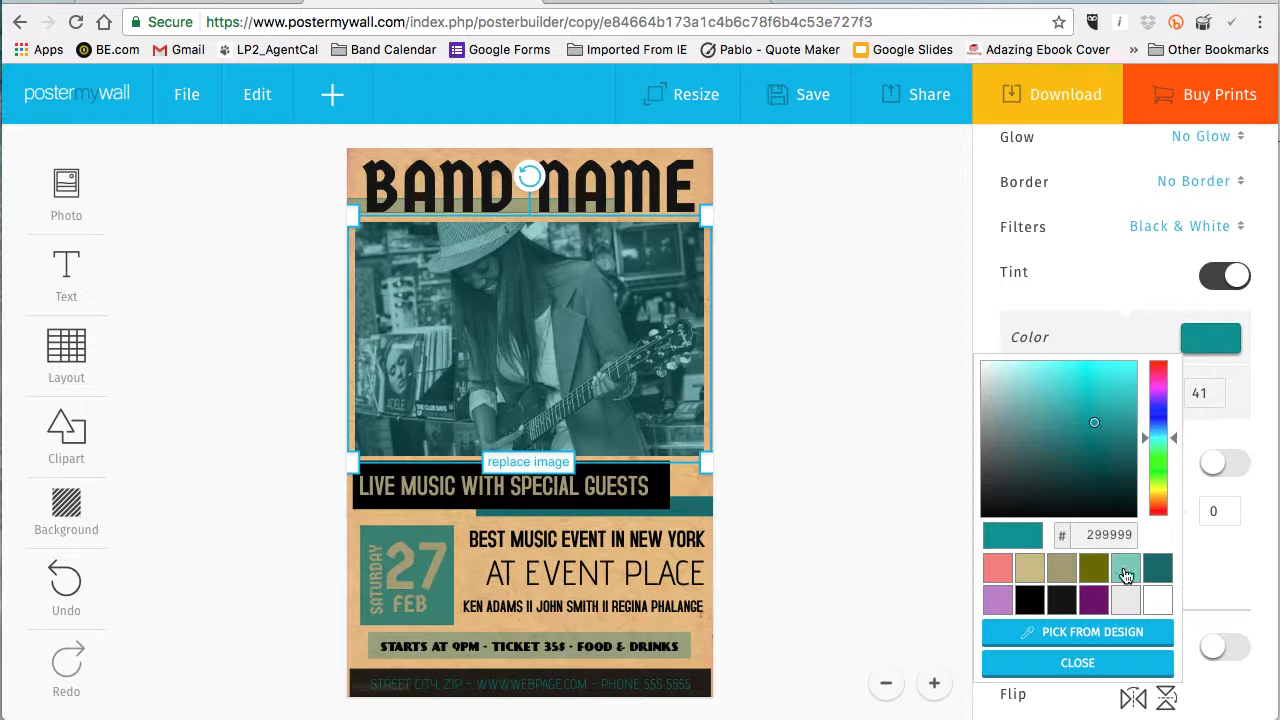 Secure
https://www.postermywall.com/index.php/posterbuilder/copy/e84664b173a1c4b6c78f6b4c53e727f3
Apps BE.com Gmail LP2_AgentCal Band Calendar Google Forms Imported From IE Pablo - Quote Maker Google Slides Adazing Ebook Cover » Other Bookmarks
postermywall File Edit Resize Save Share Download Buy Prints
Photo
Text
Layout
Clipart
Background
Undo
Redo
BAND NAME
ADELE
THE CLUB DAYS OF
replace image
LIVE MUSIC WITH SPECIAL GUESTS
SATURDAY
27
FEB
BEST MUSIC EVENT IN NEW YORK
AT EVENT PLACE
KEN ADAMS II JOHN SMITH II REGINA PHALANGE
STARTS AT 9PM - TICKET 35$ - FOOD & DRINKS
STREET CITY, ZIP - WWW.WEBPAGE.COM - PHONE 555 5555
Glow No Glow
Border No Border
Filters Black & White
Tint
Color
41
# 299999
0
PICK FROM DESIGN
CLOSE
Flip